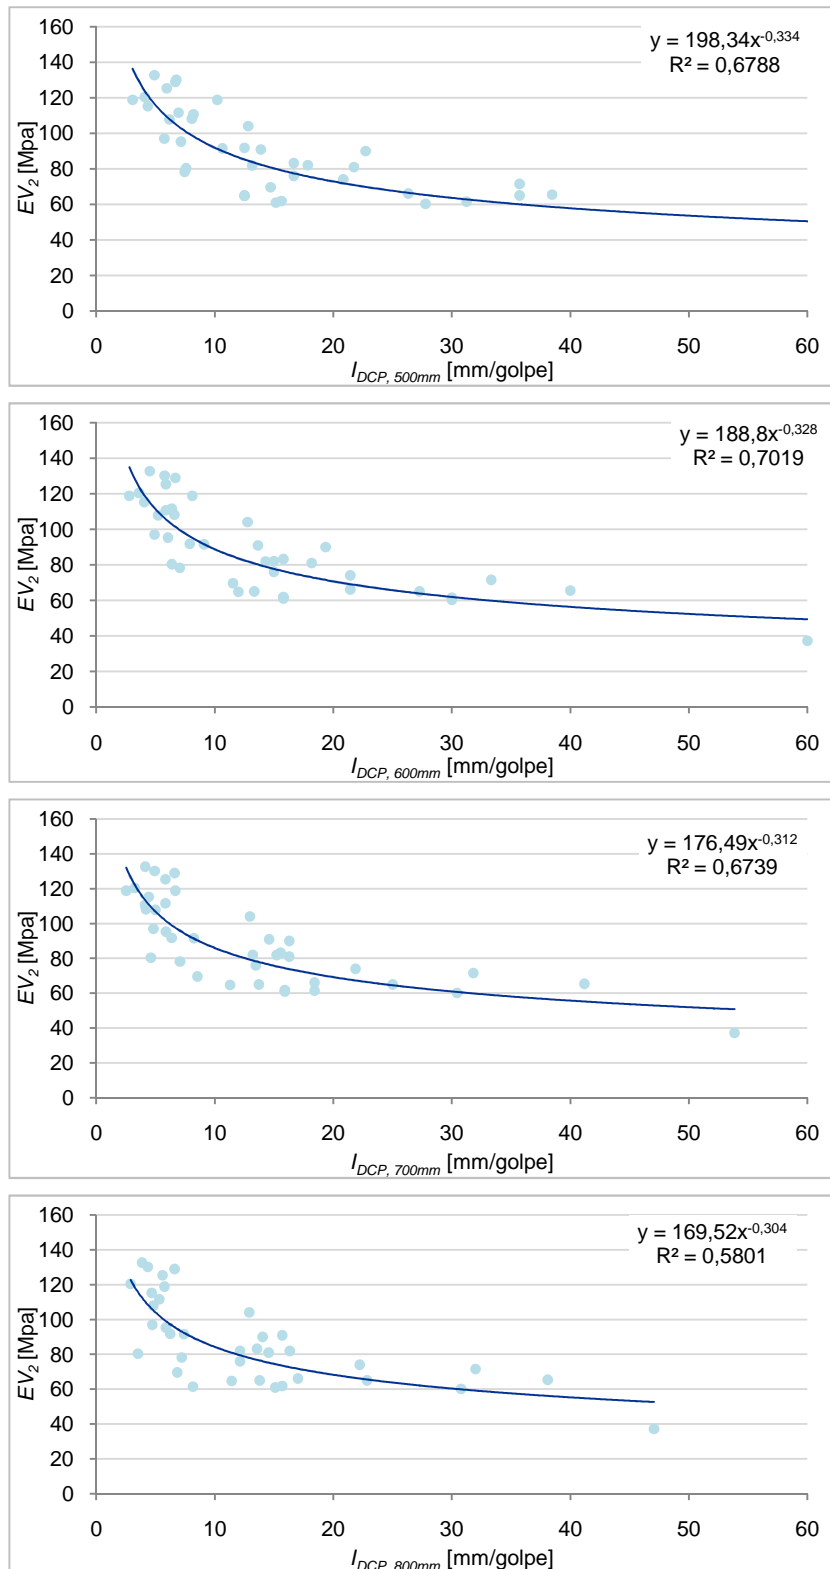 y = 198,34x-0,334
R² = 0,6788
160
140
120
100
80
60
40
20
0
EV2 [Mpa]
0 10 20 30 40 50 60
IDCP, 500mm [mm/golpe]
y = 188,8x-0,328
R² = 0,7019
160
140
120
100
80
60
40
20
0
EV2 [Mpa]
0 10 20 30 40 50 60
IDCP, 600mm [mm/golpe]
y = 176,49x-0,312
R² = 0,6739
160
140
120
100
80
60
40
20
0
EV2 [Mpa]
0 10 20 30 40 50 60
IDCP, 700mm [mm/golpe]
y = 169,52x-0,304
R² = 0,5801
160
140
120
100
80
60
40
20
0
EV2 [Mpa]
0 10 20 30 40 50 60
IDCP, 800mm [mm/golpe]